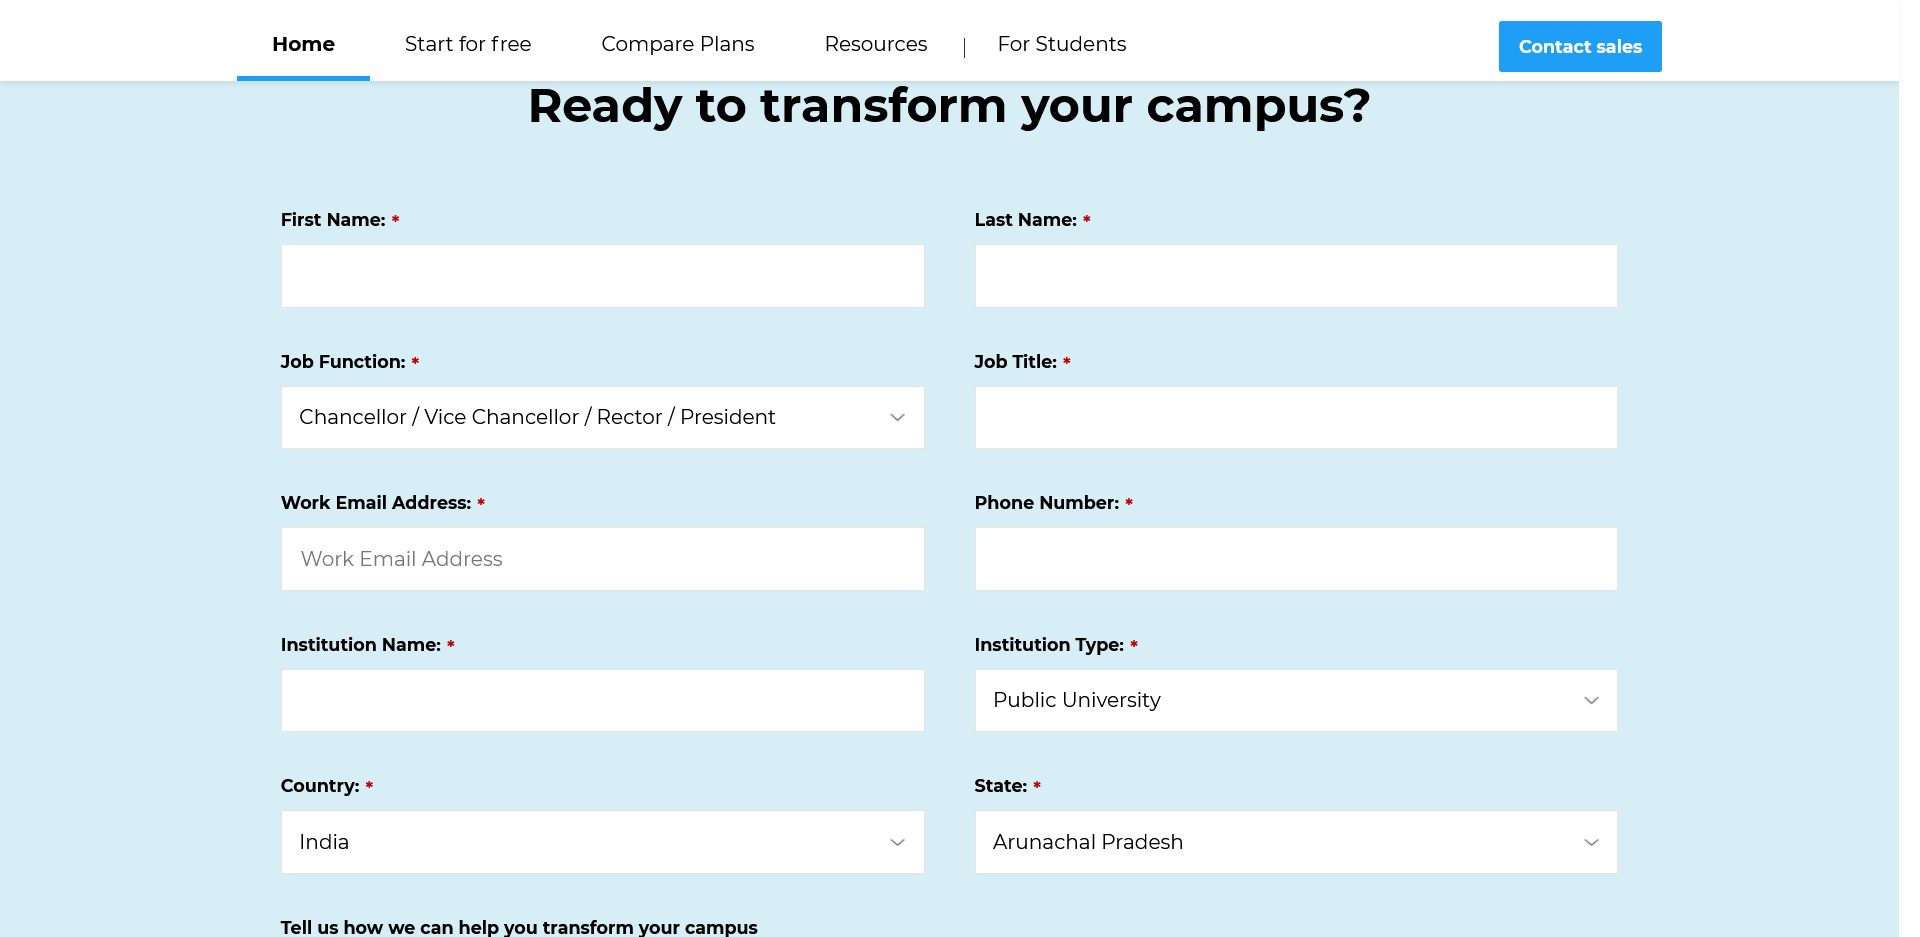 Home Start for free Compare Plans Resources | For Students Contact sales
Ready to transform your campus?
First Name: * Last Name: *
Job Function: * Job Title: *
Chancellor / Vice Chancellor / Rector / President
Work Email Address: * Phone Number: *
Work Email Address
Institution Name: * Institution Type: *
Public University
Country: * State: *
India Arunachal Pradesh
Tell us how we can help you transform your campus